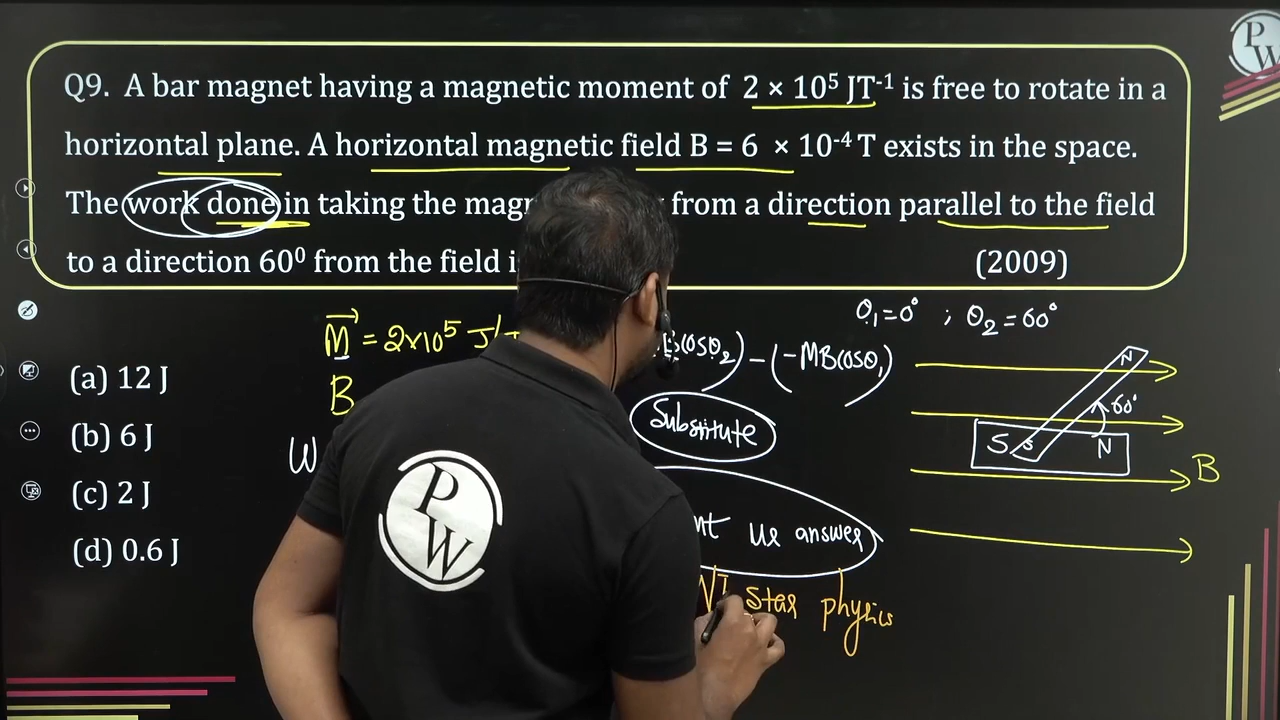 Q9. A bar magnet having a magnetic moment of 2 × 10⁵ JT⁻¹ is free to rotate in a
horizontal plane. A horizontal magnetic field B = 6 × 10⁻⁴ T exists in the space.
The work done in taking the from a direction parallel to the field
to a direction 60⁰ from the field
(2009)
θ₁=0° ; θ₂=60°
M⃗ = 2×10⁵ J/
cosθ₂) − (−MBcosθ₁)
B
(a) 12 J
(b) 6 J
(c) 2 J
(d) 0.6 J
W
Substitute
ur answer
star physics
N
60°
S S N
B
PW
PW